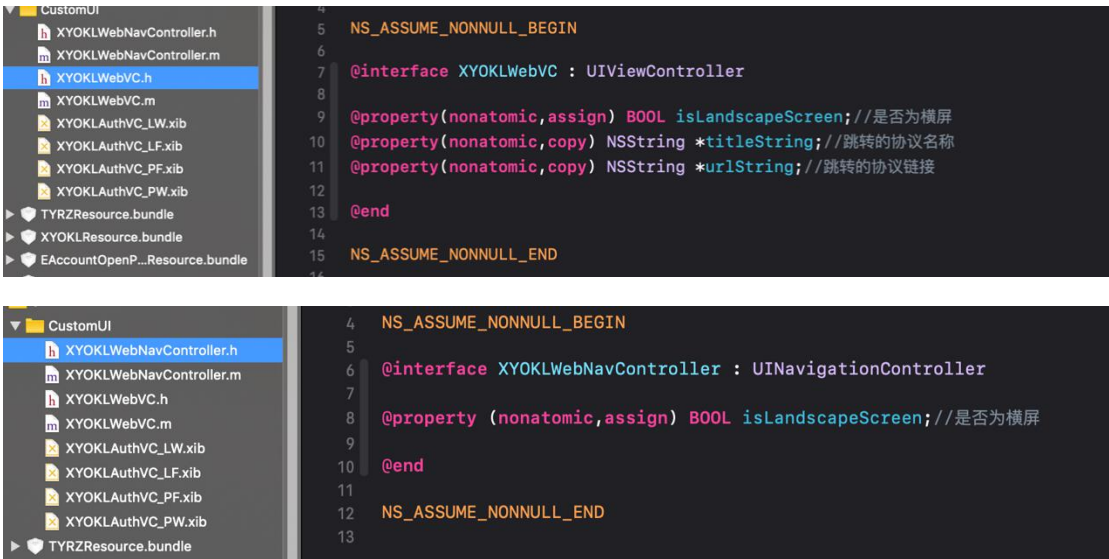 CustomUI
XYOKLWebNavController.h
XYOKLWebNavController.m
XYOKLWebVC.h
XYOKLWebVC.m
XYOKLAuthVC_LW.xib
XYOKLAuthVC_LF.xib
XYOKLAuthVC_PF.xib
XYOKLAuthVC_PW.xib
TYRZResource.bundle
XYOKLResource.bundle
EAccountOpenP...Resource.bundle
4
5 NS_ASSUME_NONNULL_BEGIN
6
7 @interface XYOKLWebVC : UIViewController
8
9 @property(nonatomic,assign) BOOL isLandscapeScreen;//是否为横屏
10 @property(nonatomic,copy) NSString *titleString;//跳转的协议名称
11 @property(nonatomic,copy) NSString *urlString;//跳转的协议链接
12
13 @end
14
15 NS_ASSUME_NONNULL_END
16
CustomUI
XYOKLWebNavController.h
XYOKLWebNavController.m
XYOKLWebVC.h
XYOKLWebVC.m
XYOKLAuthVC_LW.xib
XYOKLAuthVC_LF.xib
XYOKLAuthVC_PF.xib
XYOKLAuthVC_PW.xib
TYRZResource.bundle
4 NS_ASSUME_NONNULL_BEGIN
5
6 @interface XYOKLWebNavController : UINavigationController
7
8 @property (nonatomic,assign) BOOL isLandscapeScreen;//是否为横屏
9
10 @end
11
12 NS_ASSUME_NONNULL_END
13